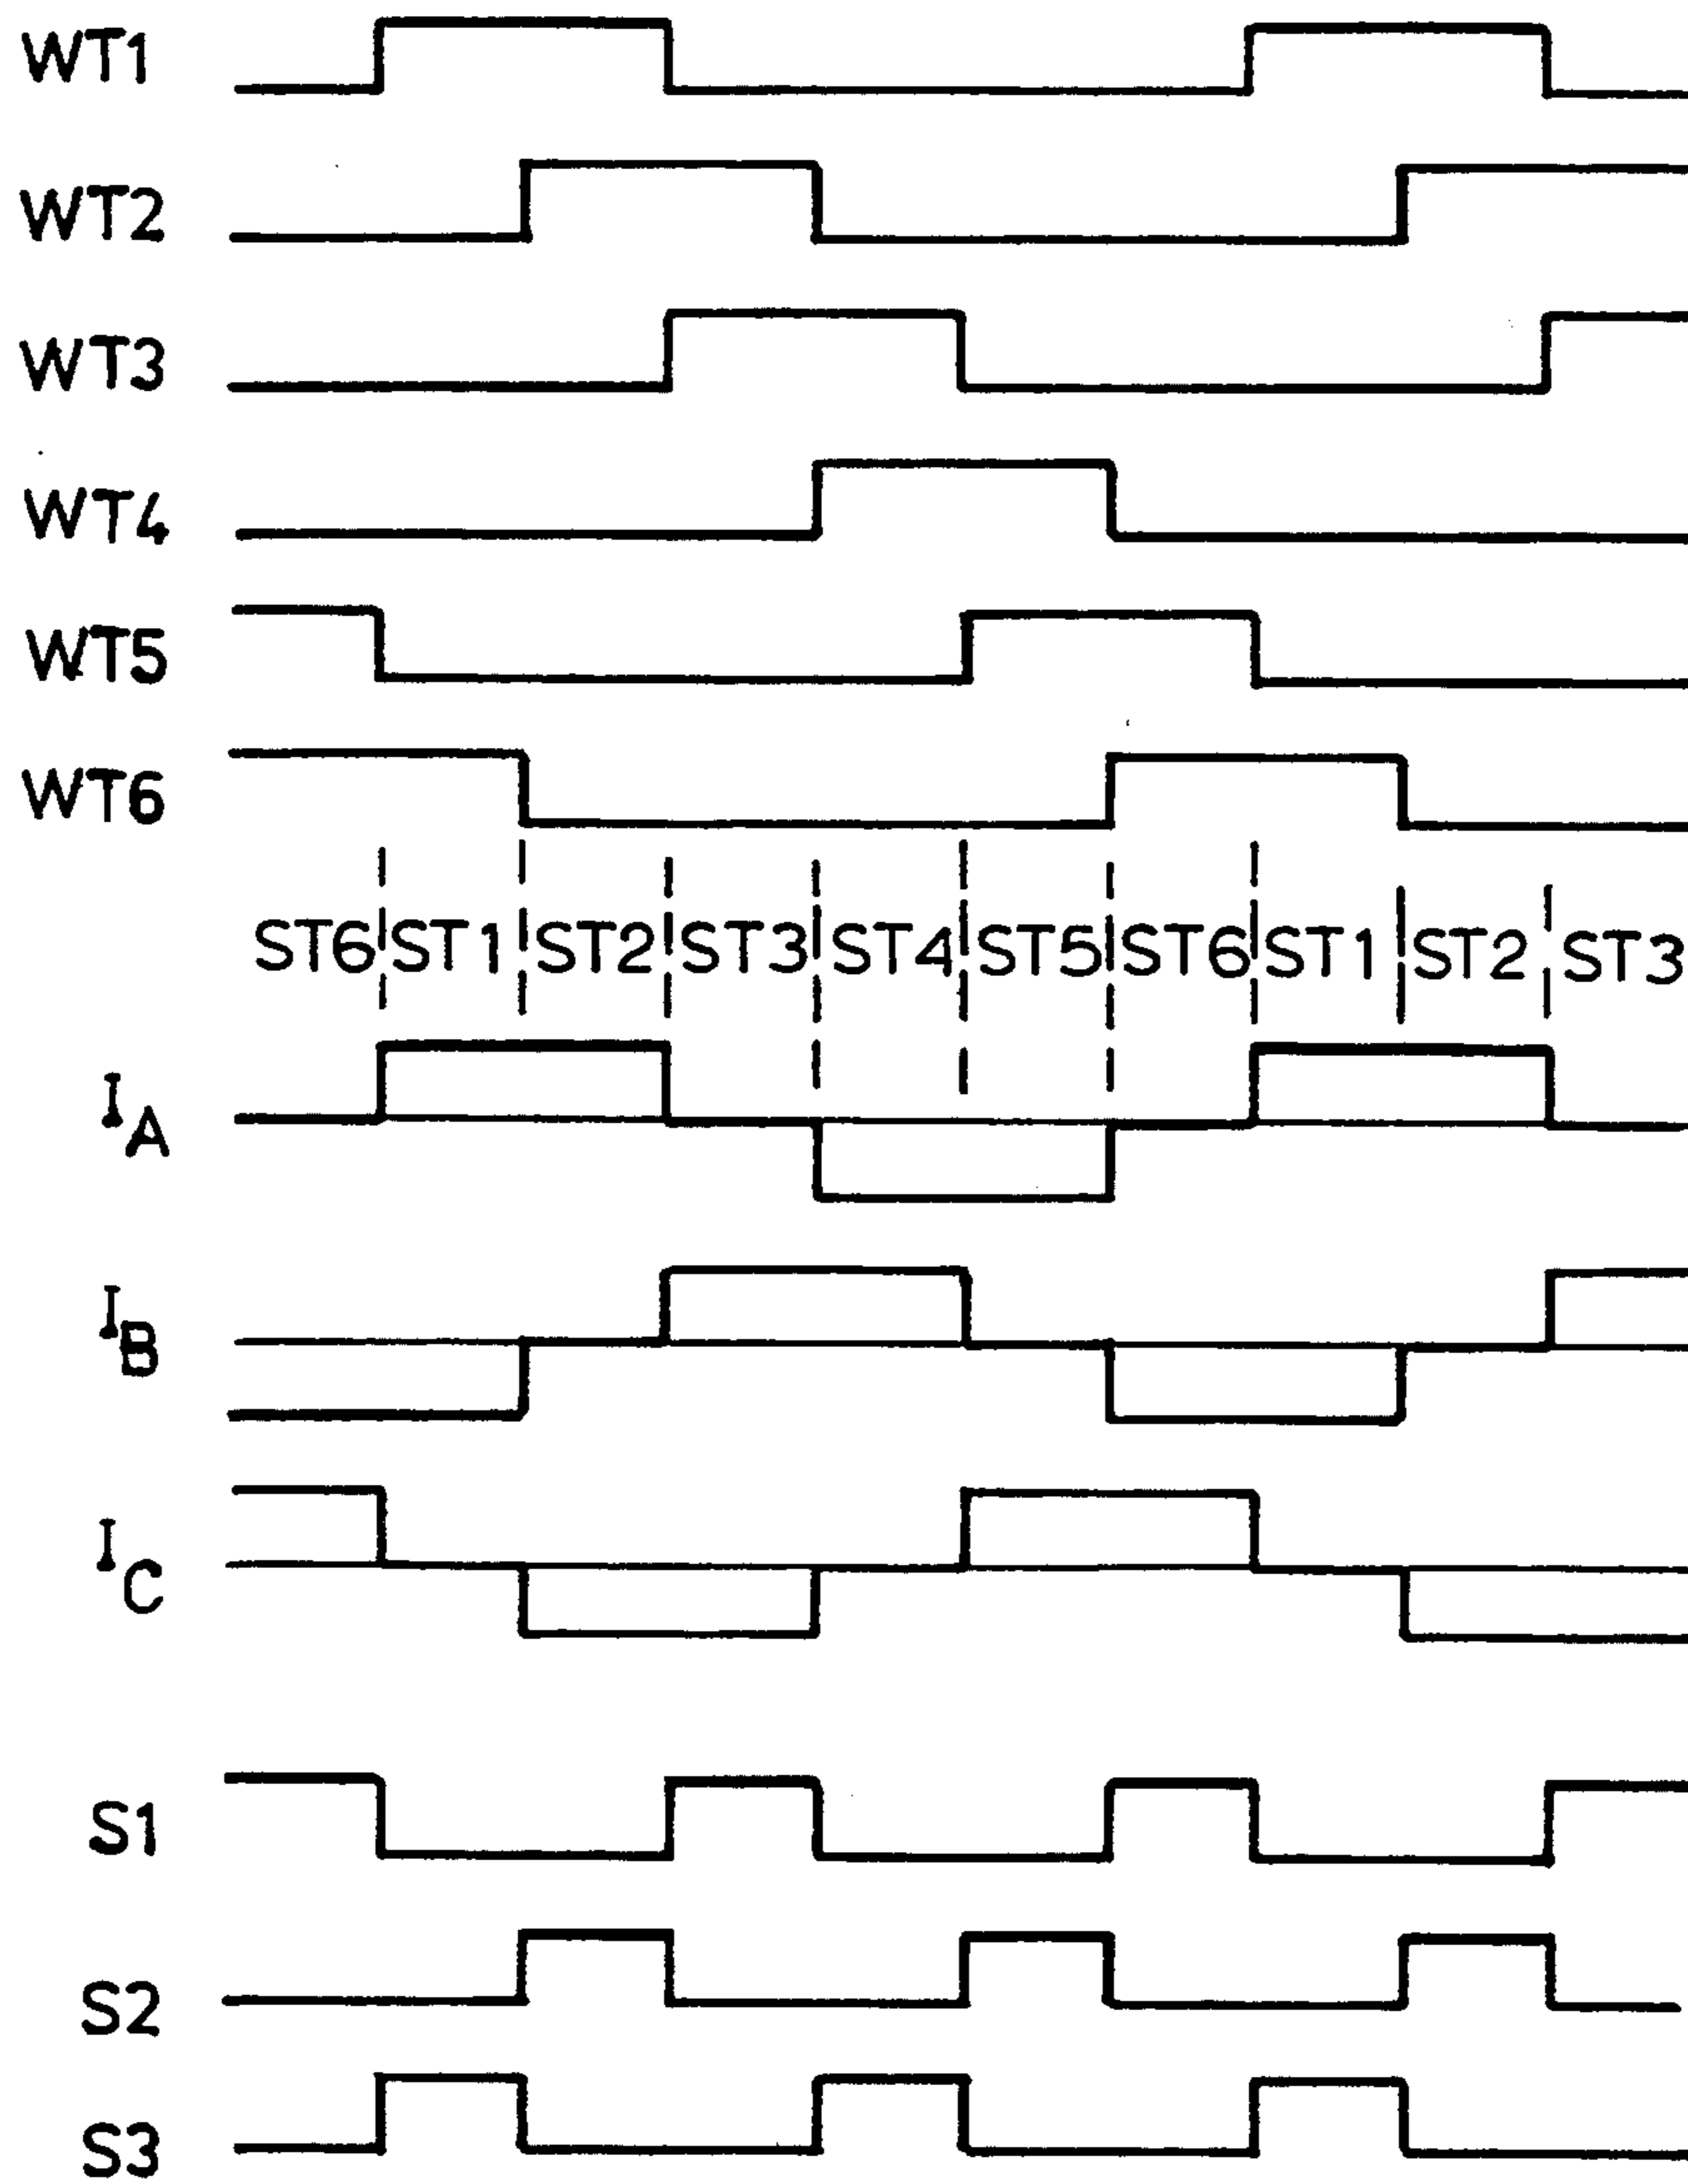 WT1
WT2
WT3
WT4
WT5
WT6
ST6 ST1 ST2 ST3 ST4 ST5 ST6 ST1 ST2 ST3
IA
IB
IC
S1
S2
S3